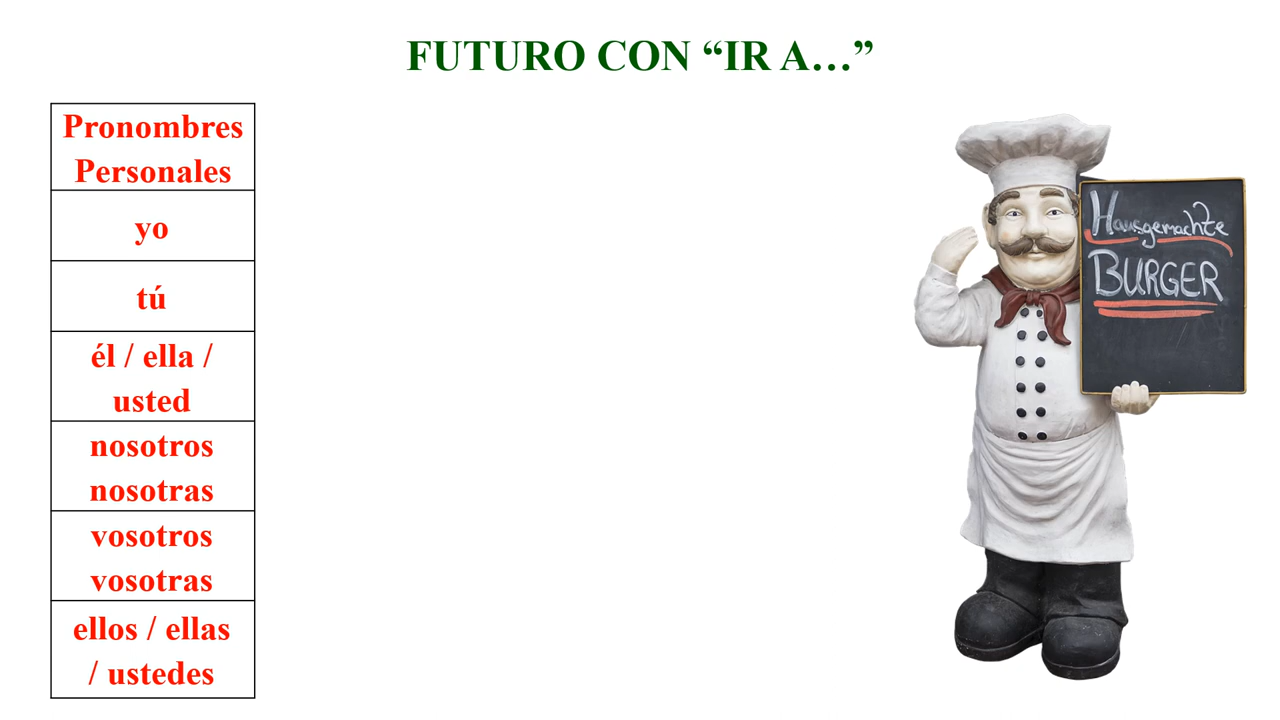 FUTURO CON “IR A…”
Pronombres
Personales
yo
tú
él / ella /
usted
nosotros
nosotras
vosotros
vosotras
ellos / ellas
/ ustedes
Hausgemachte
BURGER